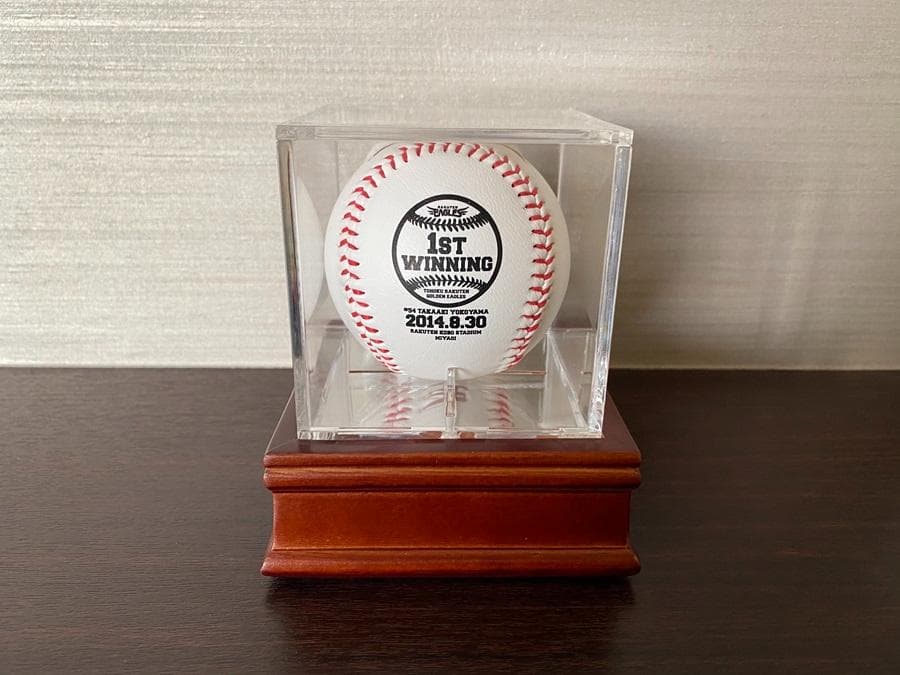 RAKUTEN
EAGLES
1ST
WINNING
TOHOKU RAKUTEN
GOLDEN EAGLES
#54 TAKAAKI YOKOYAMA
2014.8.30
RAKUTEN KOBO STADIUM
MIYAGI